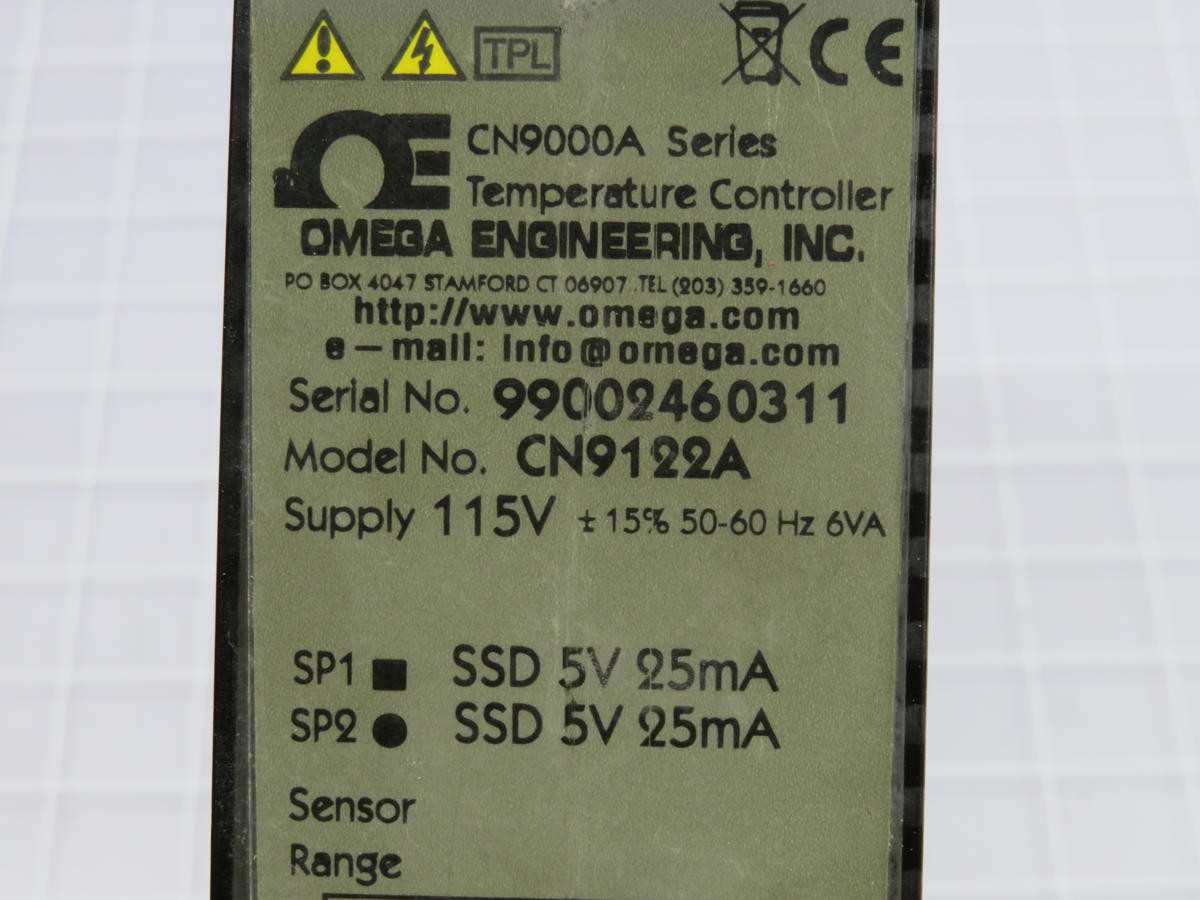 TPL
CE
OE
CN9000A Series
Temperature Controller
OMEGA ENGINEERING, INC.
PO BOX 4047 STAMFORD CT 06907 .TEL (203) 359-1660
http://www.omega.com
e-mail: info@omega.com
Serial No. 99002460311
Model No. CN9122A
Supply 115V ± 15% 50-60 Hz 6VA
SP1 ■ SSD 5V 25mA
SP2 ● SSD 5V 25mA
Sensor
Range